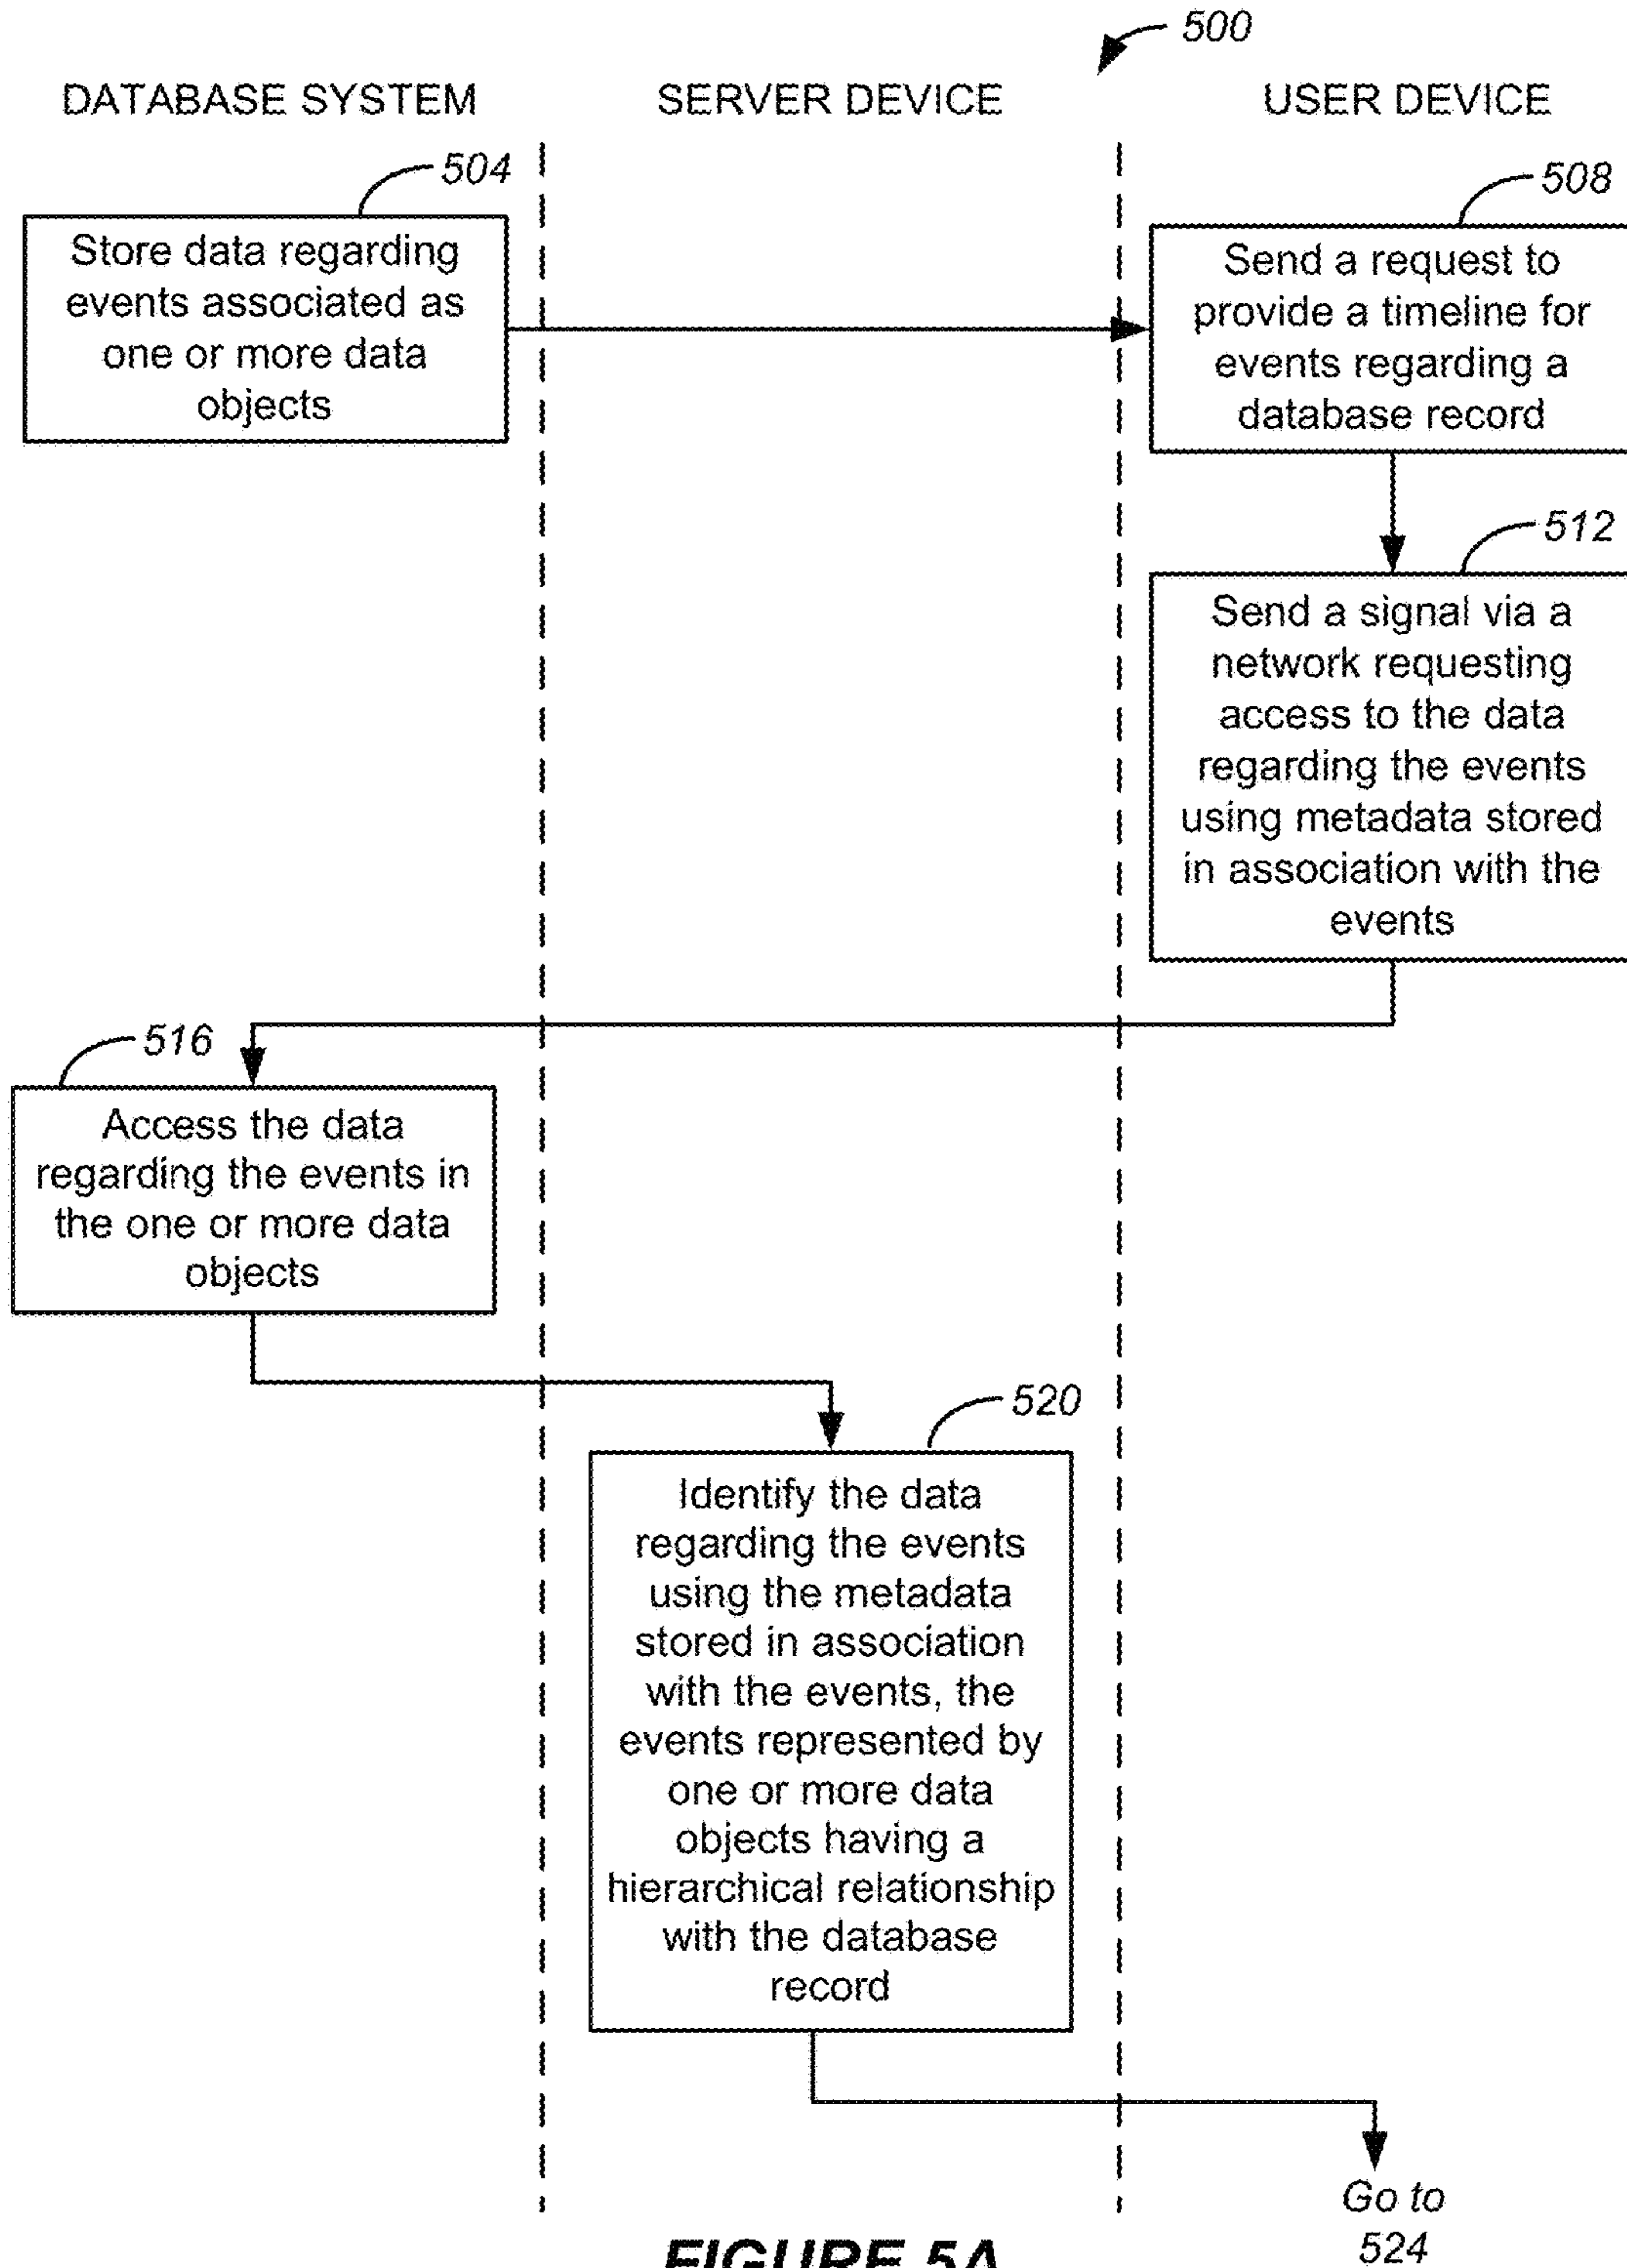 500
DATABASE SYSTEM
SERVER DEVICE
USER DEVICE
504
Store data regarding
events associated as
one or more data
objects
508
Send a request to
provide a timeline for
events regarding a
database record
512
Send a signal via a
network requesting
access to the data
regarding the events
using metadata stored
in association with the
events
516
Access the data
regarding the events in
the one or more data
objects
520
Identify the data
regarding the events
using the metadata
stored in association
with the events, the
events represented by
one or more data
objects having a
hierarchical relationship
with the database
record
Go to
524
FIGURE 5A